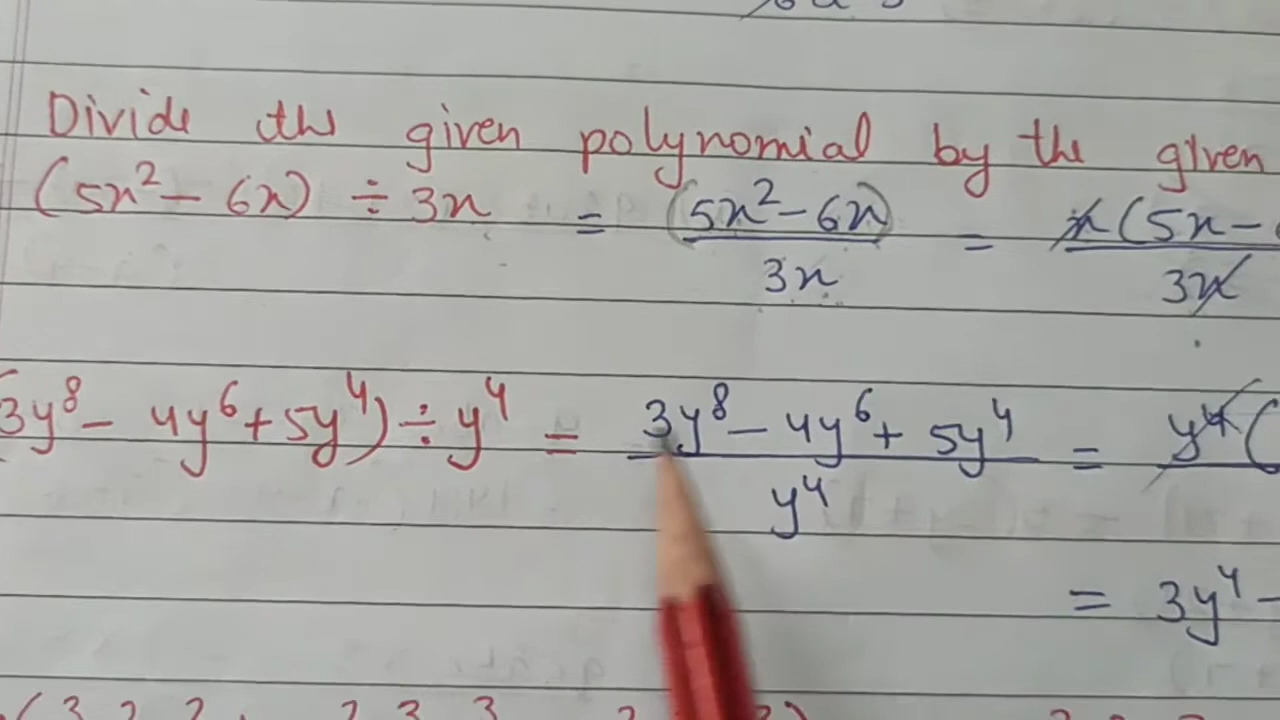 Divide the given polynomial by the given
(5x² − 6x) ÷ 3x = (5x² − 6x) / 3x = x(5x − / 3x
(3y⁸ − 4y⁶ + 5y⁴) ÷ y⁴ = 3y⁸ − 4y⁶ + 5y⁴ / y⁴ = y⁴(
= 3y⁴ −